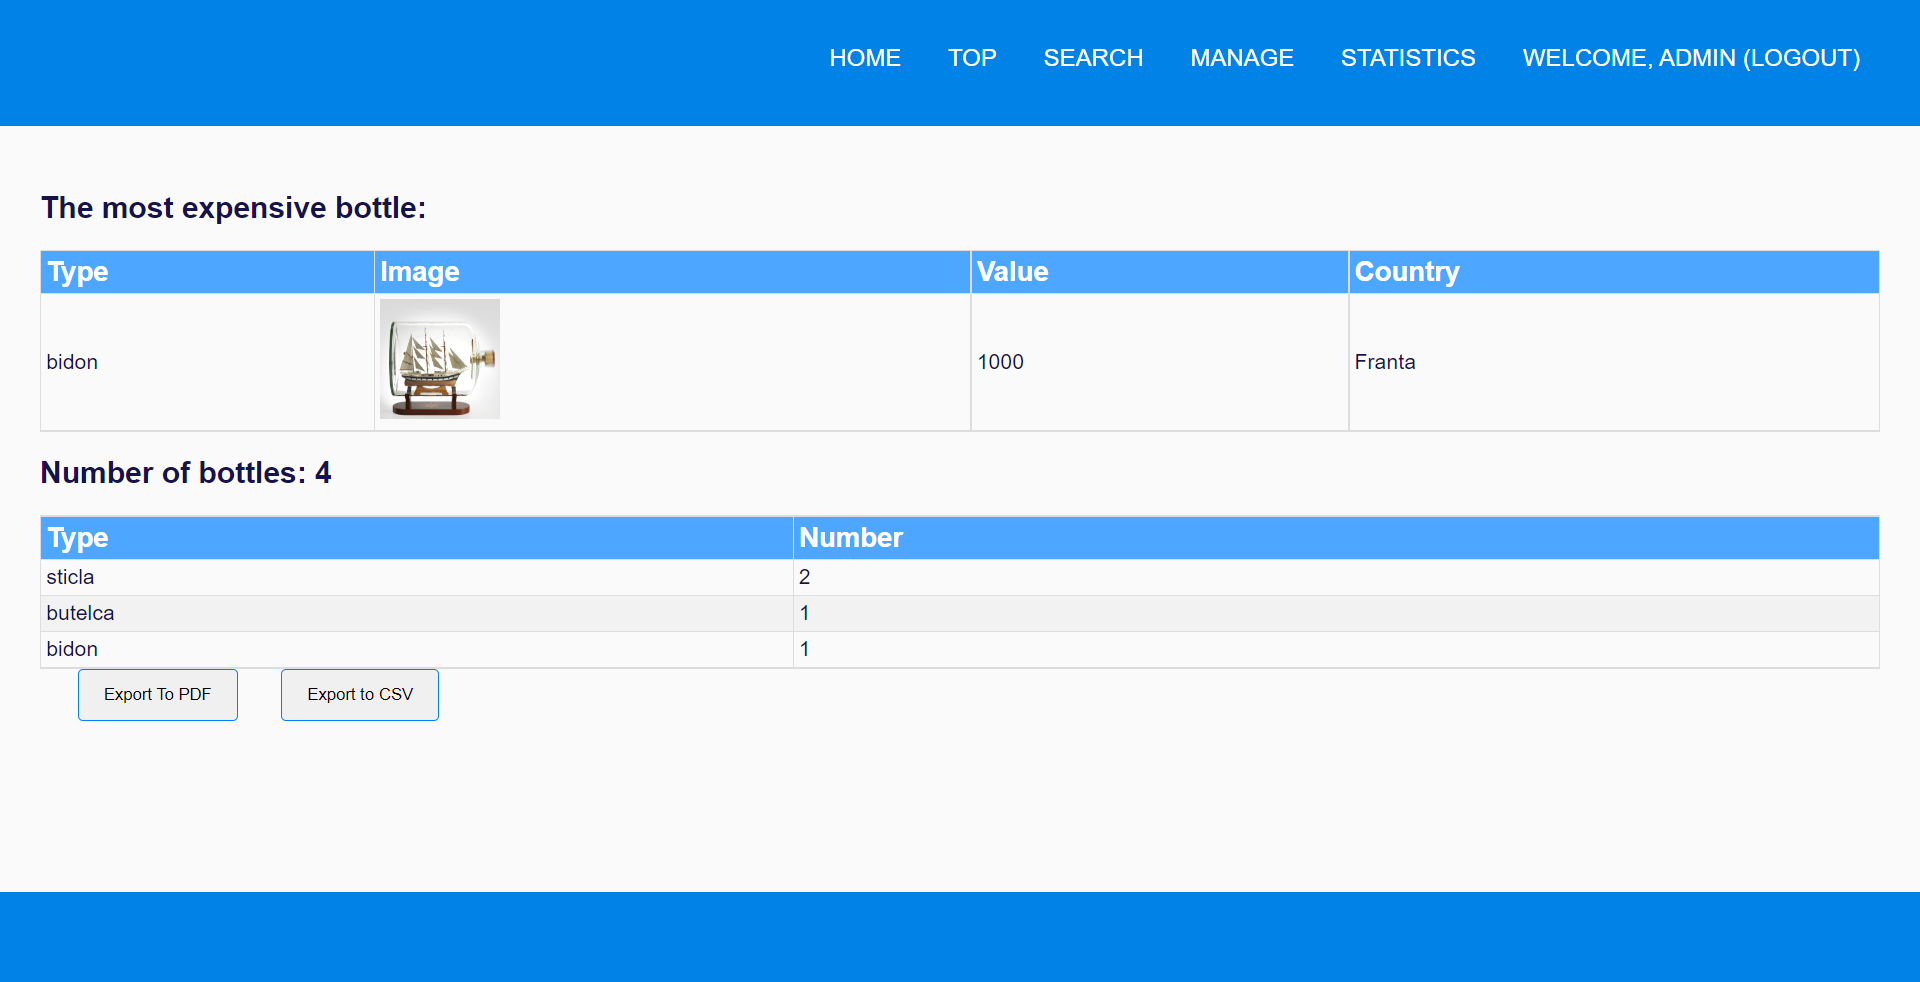 HOME TOP SEARCH MANAGE STATISTICS WELCOME, ADMIN (LOGOUT)
The most expensive bottle:
Type Image Value Country
bidon 1000 Franta
Number of bottles: 4
Type Number
sticla 2
butelca 1
bidon 1
Export To PDF Export to CSV